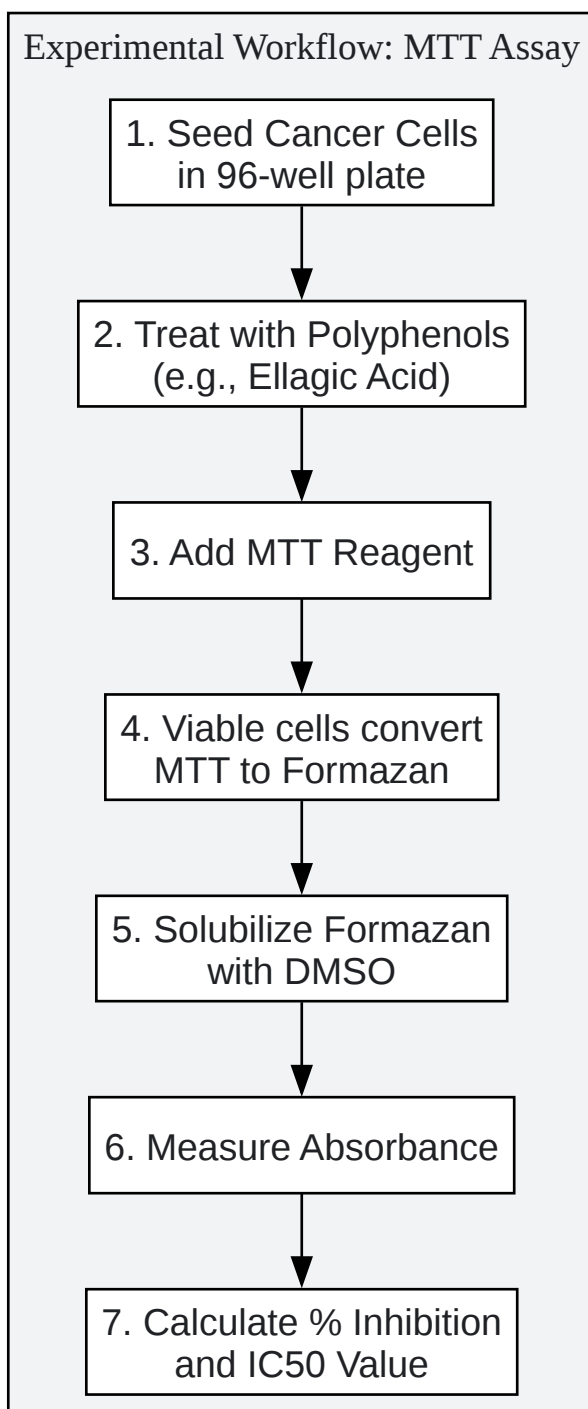 Experimental Workflow: MTT Assay
1. Seed Cancer Cells
in 96-well plate
2. Treat with Polyphenols
(e.g., Ellagic Acid)
3. Add MTT Reagent
4. Viable cells convert
MTT to Formazan
5. Solubilize Formazan
with DMSO
6. Measure Absorbance
7. Calculate % Inhibition
and IC50 Value